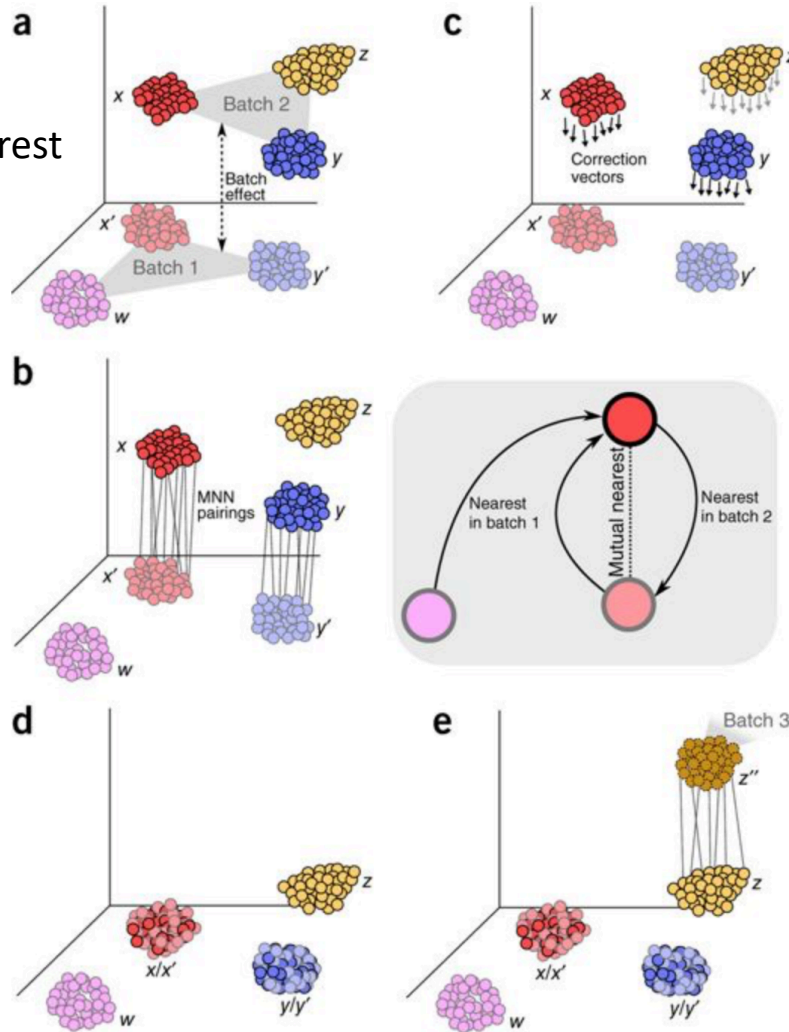 a
x
z
Batch 2
y
Batch
effect
x′
Batch 1
y′
w
rest
c
x
z
y
Correction
vectors
x′
y′
w
b
x
z
MNN
pairings
y
x′
y′
w
Nearest
in batch 1
Mutual nearest
Nearest
in batch 2
d
z
x/x′
y/y′
w
e
Batch 3
z′′
z
x/x′
y/y′
w